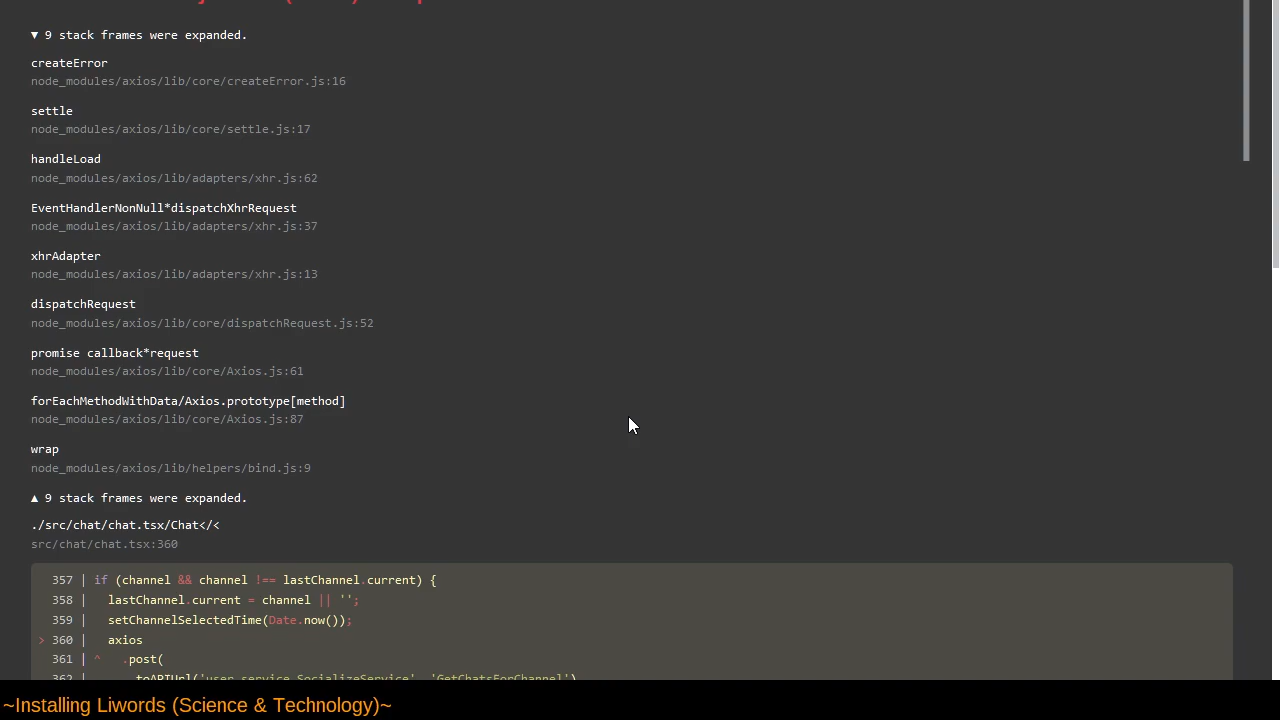 ▼ 9 stack frames were expanded.
createError
node_modules/axios/lib/core/createError.js:16
settle
node_modules/axios/lib/core/settle.js:17
handleLoad
node_modules/axios/lib/adapters/xhr.js:62
EventHandlerNonNull*dispatchXhrRequest
node_modules/axios/lib/adapters/xhr.js:37
xhrAdapter
node_modules/axios/lib/adapters/xhr.js:13
dispatchRequest
node_modules/axios/lib/core/dispatchRequest.js:52
promise callback*request
node_modules/axios/lib/core/Axios.js:61
forEachMethodWithData/Axios.prototype[method]
node_modules/axios/lib/core/Axios.js:87
wrap
node_modules/axios/lib/helpers/bind.js:9
▲ 9 stack frames were expanded.
./src/chat/chat.tsx/Chat</<
src/chat/chat.tsx:360
357 | if (channel && channel !== lastChannel.current) {
358 |   lastChannel.current = channel || '';
359 |   setChannelSelectedTime(Date.now());
> 360 |   axios
361 | ^   .post(
362 |       toAPIUrl('user_service.SocializeService', 'GetChatsForChannel')
~Installing Liwords (Science & Technology)~